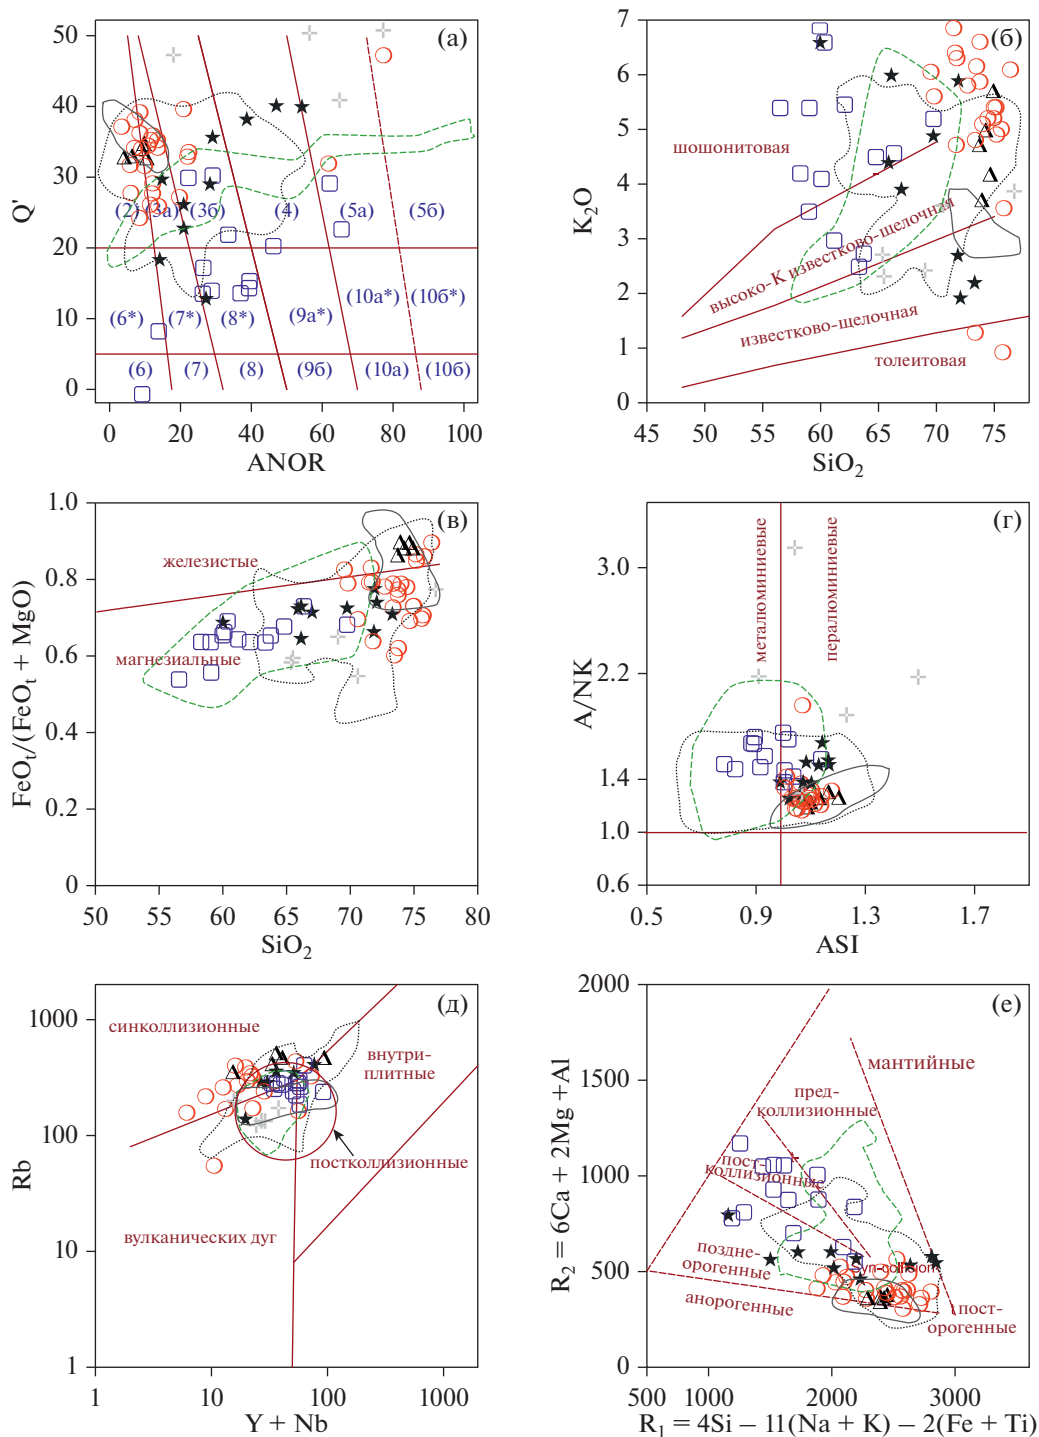 (а)
Q'
50
40
30
20
10
0
(2)
(3а)
(3б)
(4)
(5а)
(5б)
(6*)
(7*)
(8*)
(9а*)
(10а*)
(10б*)
(6)
(7)
(8)
(9б)
(10а)
(10б)
0
20
40
60
80
100
ANOR
(б)
K2O
7
6
5
4
3
2
1
0
шошонитовая
высоко-К известково-щелочная
известково-щелочная
толеитовая
45
50
55
60
65
70
75
SiO2
(в)
FeOt/(FeOt + MgO)
1.0
0.8
0.6
0.4
0.2
0
железистые
магнезиальные
50
55
60
65
70
75
80
SiO2
(г)
A/NK
3.0
2.2
1.4
1.0
0.6
металюминиевые
пералюминиевые
0.5
0.9
1.3
1.7
ASI
(д)
Rb
1000
100
10
1
синколлизионные
внутри-
плитные
постколлизионные
вулканических дуг
1
10
100
1000
Y + Nb
(е)
R2 = 6Ca + 2Mg +Al
2000
1500
1000
500
0
мантийные
пред-
коллизионные
пост-
коллизионные
поздне-
орогенные
Syn-collision
анорогенные
пост-
орогенные
500
1000
2000
3000
R1 = 4Si − 11(Na + K) − 2(Fe + Ti)